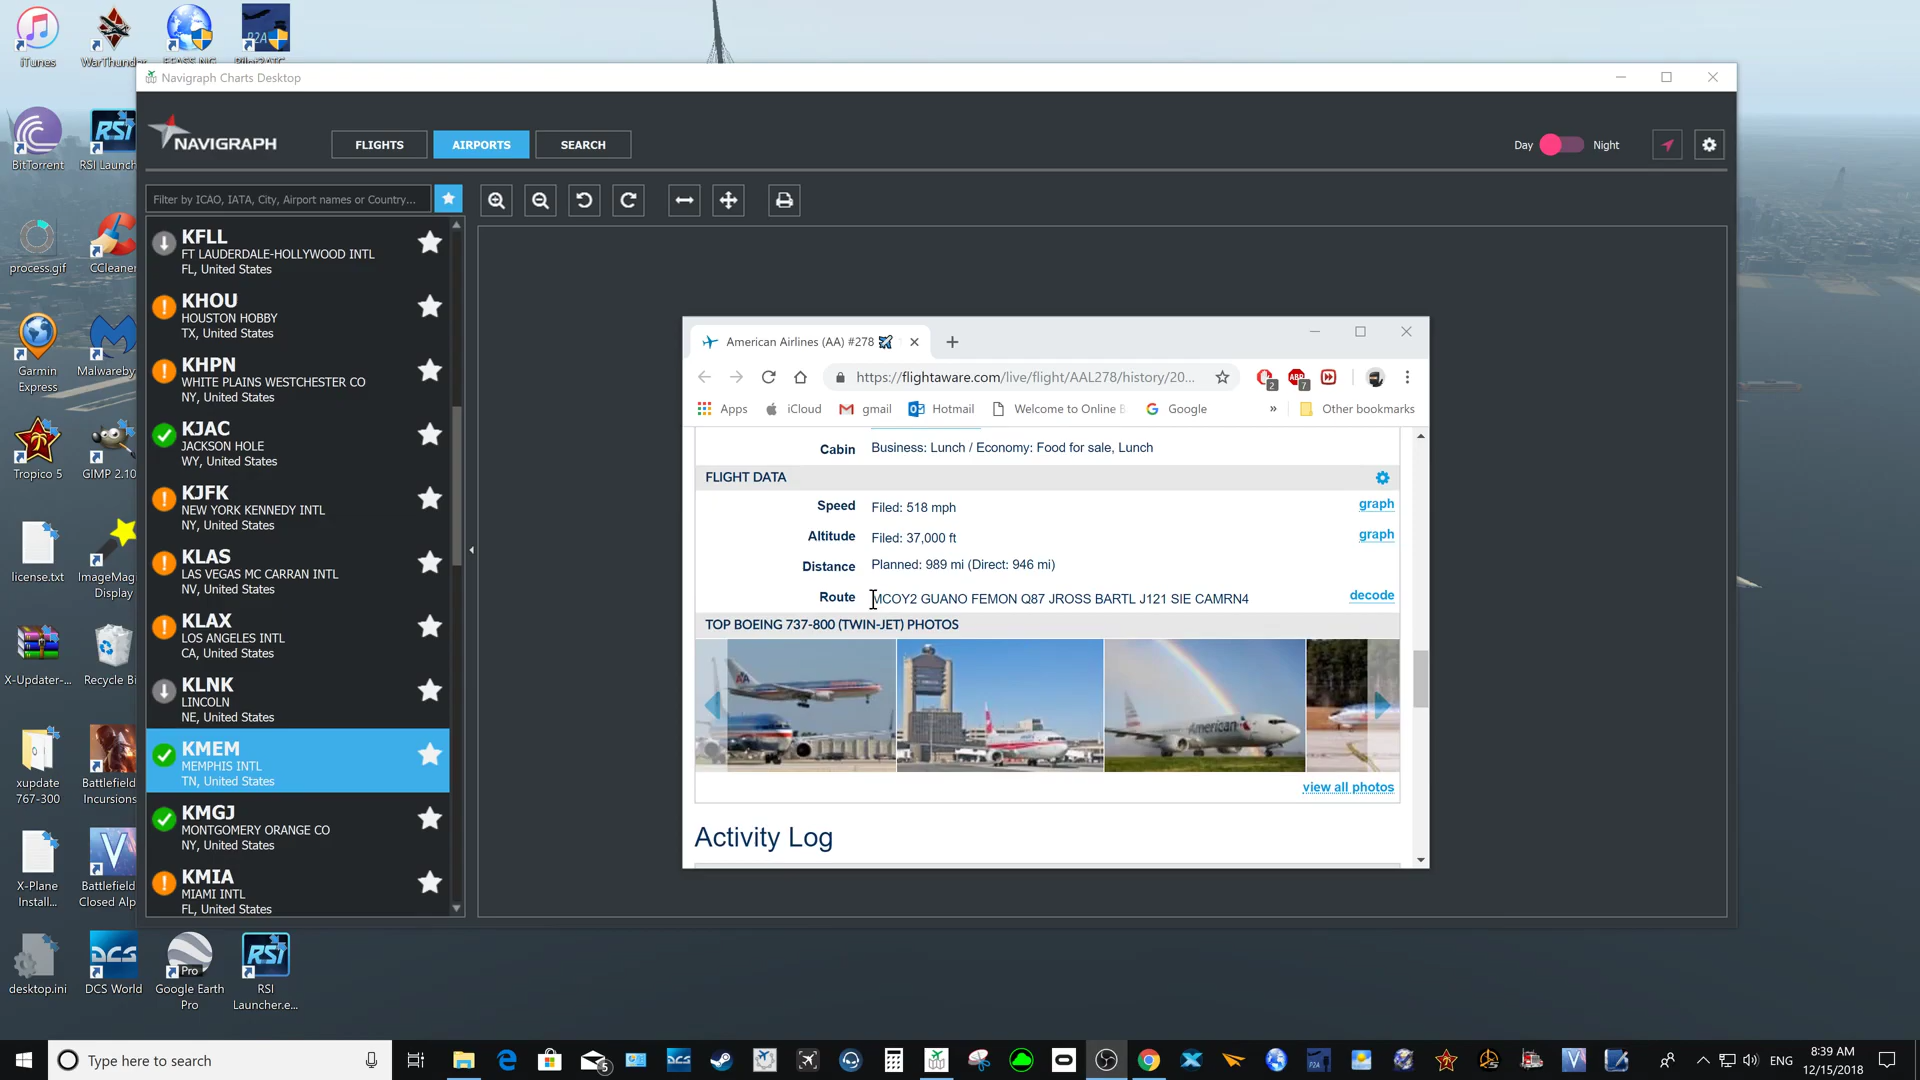 iTunes
WarThunder
Navigraph Charts Desktop
NAVIGRAPH
FLIGHTS
AIRPORTS
SEARCH
Day
Night
Filter by ICAO, IATA, City, Airport names or Country...
KFLL
FT LAUDERDALE-HOLLYWOOD INTL
FL, United States
KHOU
HOUSTON HOBBY
TX, United States
KHPN
WHITE PLAINS WESTCHESTER CO
NY, United States
KJAC
JACKSON HOLE
WY, United States
KJFK
NEW YORK KENNEDY INTL
NY, United States
KLAS
LAS VEGAS MC CARRAN INTL
NV, United States
KLAX
LOS ANGELES INTL
CA, United States
KLNK
LINCOLN
NE, United States
KMEM
MEMPHIS INTL
TN, United States
KMGJ
MONTGOMERY ORANGE CO
NY, United States
KMIA
MIAMI INTL
FL, United States
American Airlines (AA) #278
https://flightaware.com/live/flight/AAL278/history/20...
2
ABP
7
Apps
iCloud
gmail
Hotmail
Welcome to Online B
Google
»
Other bookmarks
Cabin
Business: Lunch / Economy: Food for sale, Lunch
FLIGHT DATA
Speed
Filed: 518 mph
graph
Altitude
Filed: 37,000 ft
graph
Distance
Planned: 989 mi (Direct: 946 mi)
Route
MCOY2 GUANO FEMON Q87 JROSS BARTL J121 SIE CAMRN4
decode
TOP BOEING 737-800 (TWIN-JET) PHOTOS
American
view all photos
Activity Log
BitTorrent
RSI Launch
process.gif
CCleaner
Garmin
Express
Malwareby
Tropico 5
GIMP 2.10
license.txt
ImageMag
Display
X-Updater-...
Recycle Bi
xupdate
767-300
Battlefield
Incursions
X-Plane
Install...
Battlefield
Closed Alp
desktop.ini
DCS
DCS World
Pro
Google Earth
Pro
RSI
RSI
Launcher.e...
Type here to search
5
ENG
8:39 AM
12/15/2018